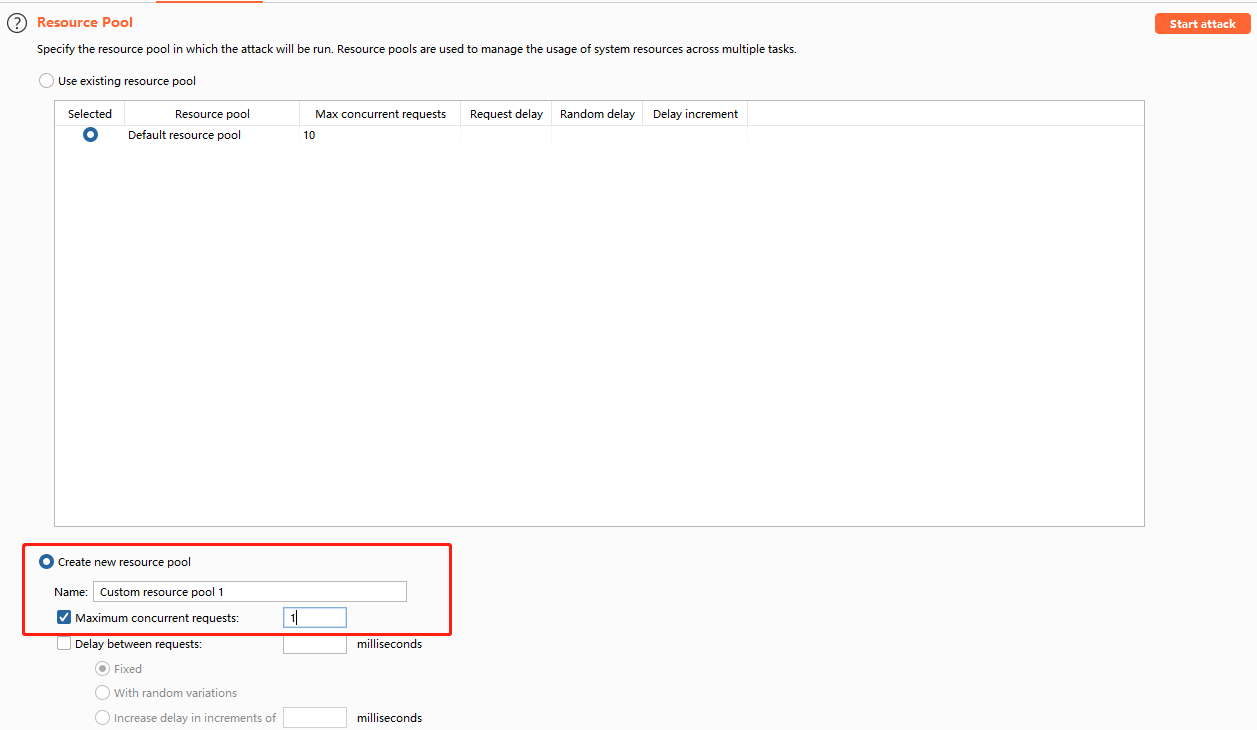 ?
Resource Pool
Start attack
Specify the resource pool in which the attack will be run. Resource pools are used to manage the usage of system resources across multiple tasks.
Use existing resource pool
Selected Resource pool Max concurrent requests Request delay Random delay Delay increment
Default resource pool 10
Create new resource pool
Name: Custom resource pool 1
Maximum concurrent requests: 1
Delay between requests: milliseconds
Fixed
With random variations
Increase delay in increments of milliseconds